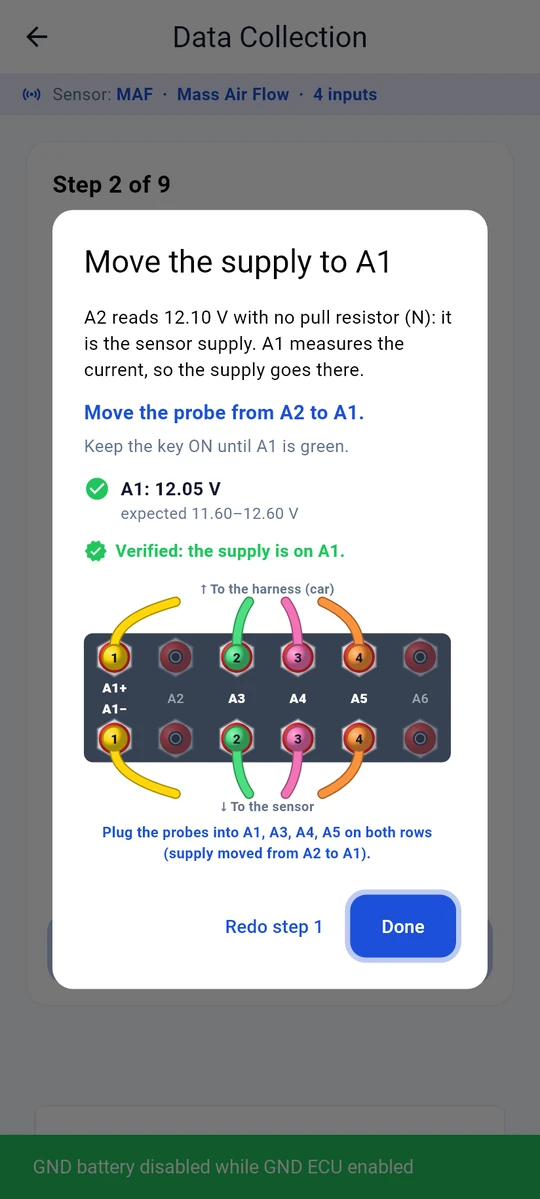 Data Collection
Sensor: MAF · Mass Air Flow · 4 inputs
Step 2 of 9
Move the supply to A1
A2 reads 12.10 V with no pull resistor (N): it
is the sensor supply. A1 measures the
current, so the supply goes there.
Move the probe from A2 to A1.
Keep the key ON until A1 is green.
A1: 12.05 V
expected 11.60–12.60 V
Verified: the supply is on A1.
↑ To the harness (car)
1 2 3 4
A1+
A1− A2 A3 A4 A5 A6
1 2 3 4
↓ To the sensor
Plug the probes into A1, A3, A4, A5 on both rows
(supply moved from A2 to A1).
Redo step 1 Done
GND battery disabled while GND ECU enabled